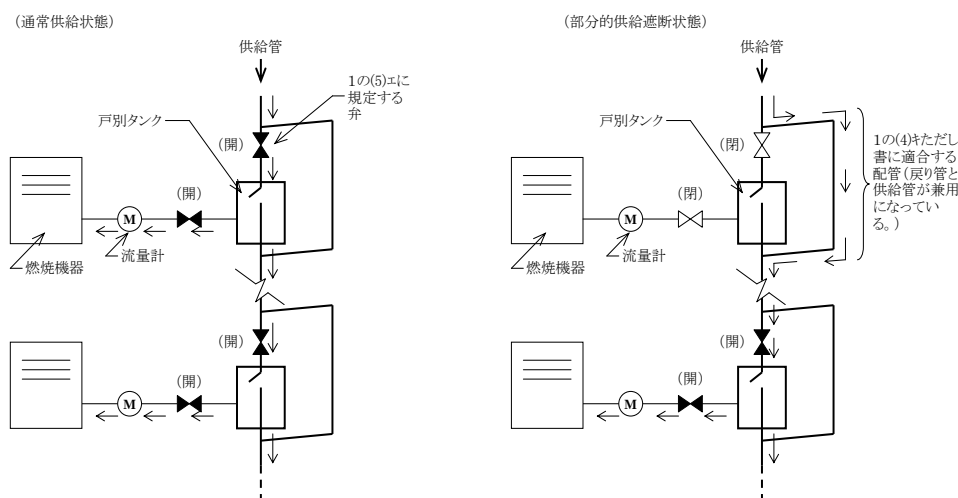 （通常供給状態）
供給管
1の(5)ェに
規定する
弁
戸別タンク
（開）
（開）
M
流量計
燃焼機器
（開）
（開）
M
（部分的供給遮断状態）
供給管
戸別タンク
（閉）
（閉）
M
流量計
燃焼機器
1の(4)ｷただし
書に適合する
配管（戻り管と
供給管が兼用
になってい
る。）
（開）
（開）
M